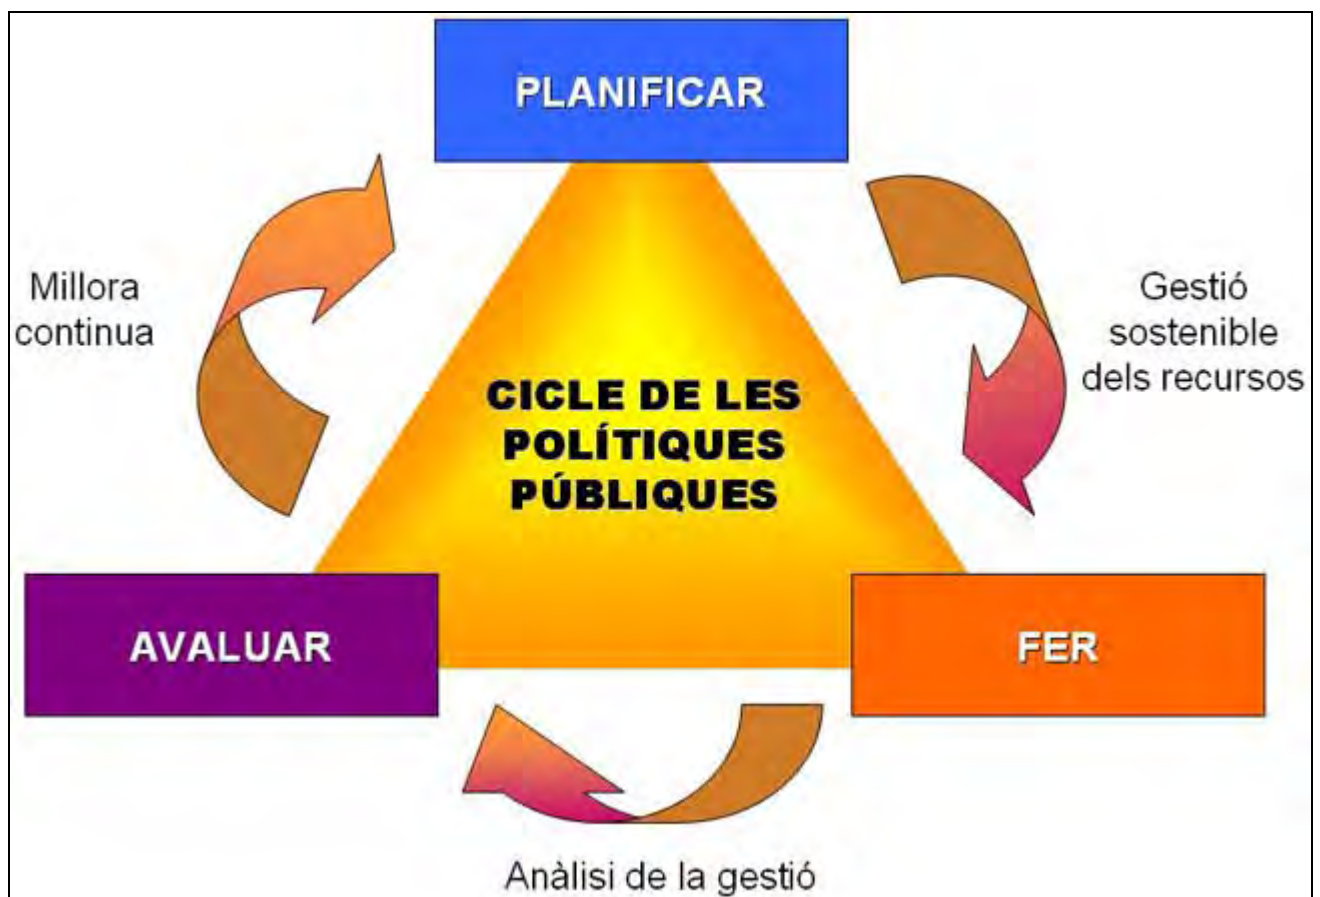 PLANIFICAR
Millora
continua
Gestió
sostenible
dels recursos
CICLE DE LES
POLÍTIQUES
PÚBLIQUES
AVALUAR
FER
Anàlisi de la gestió